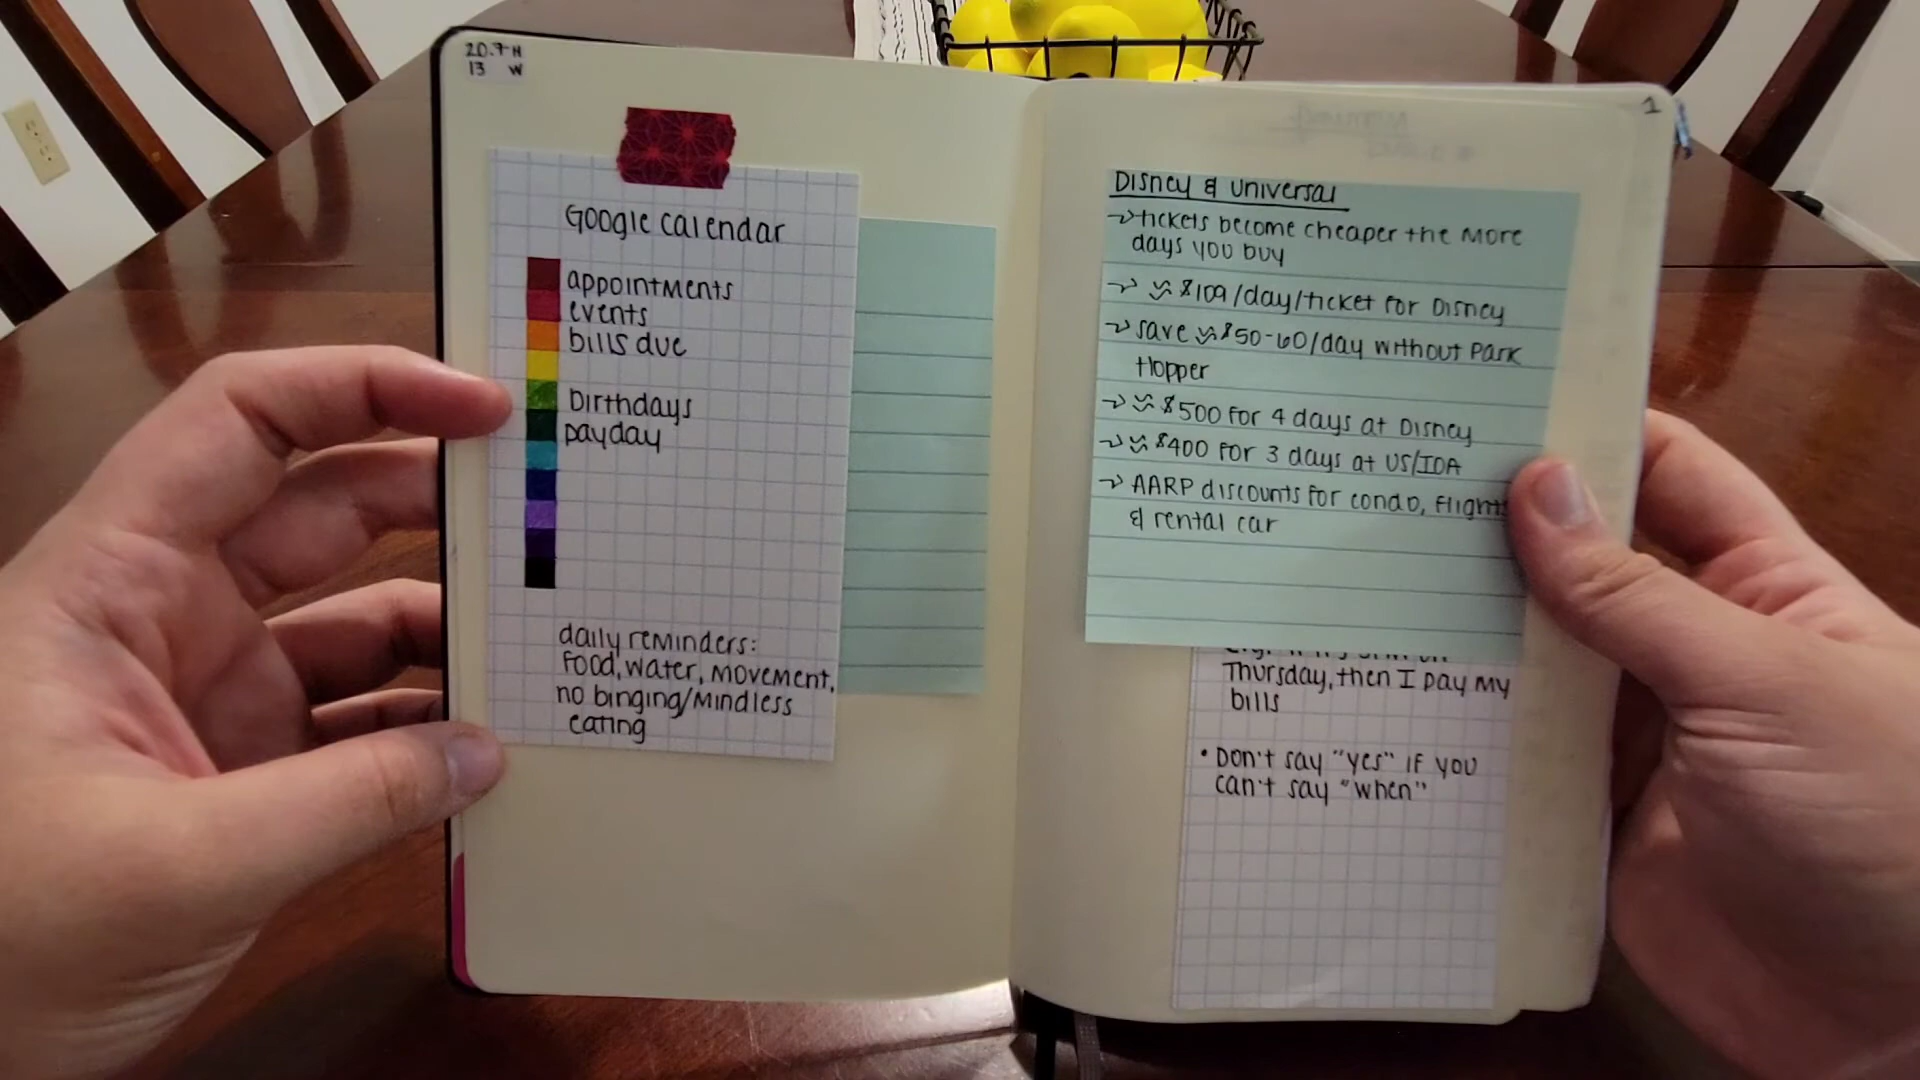 20.7 H
13 W
Google calendar
appointments
events
bills due
birthdays
payday
daily reminders:
food, water, movement,
no binging/mindless
eating
1
Disney & Universal
→ tickets become cheaper the more
days you buy
→ ≈ $109/day/ticket for Disney
→ save ≈ $50-60/day without Park
Hopper
→ ≈ $500 for 4 days at Disney
→ ≈ $400 for 3 days at US/IOA
→ AARP discounts for condo, flights
& rental car
Thursday, then I pay my
bills
• Don't say "yes" if you
can't say "when"